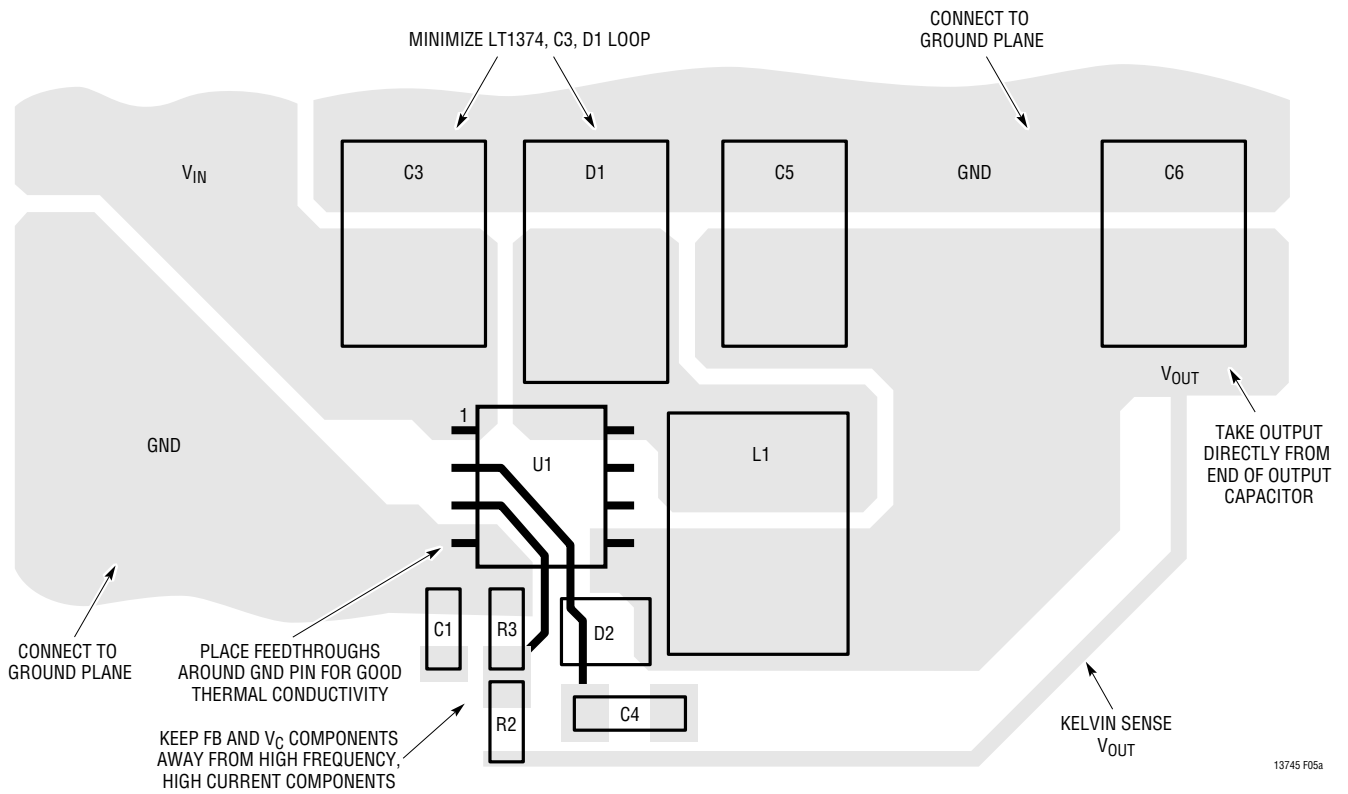 CONNECT TO
GROUND PLANE
MINIMIZE LT1374, C3, D1 LOOP
VIN
C3
D1
C5
GND
C6
VOUT
TAKE OUTPUT
DIRECTLY FROM
END OF OUTPUT
CAPACITOR
1
U1
L1
GND
C1
R3
D2
R2
C4
CONNECT TO
GROUND PLANE
PLACE FEEDTHROUGHS
AROUND GND PIN FOR GOOD
THERMAL CONDUCTIVITY
KEEP FB AND VC COMPONENTS
AWAY FROM HIGH FREQUENCY,
HIGH CURRENT COMPONENTS
KELVIN SENSE
VOUT
13745 F05a